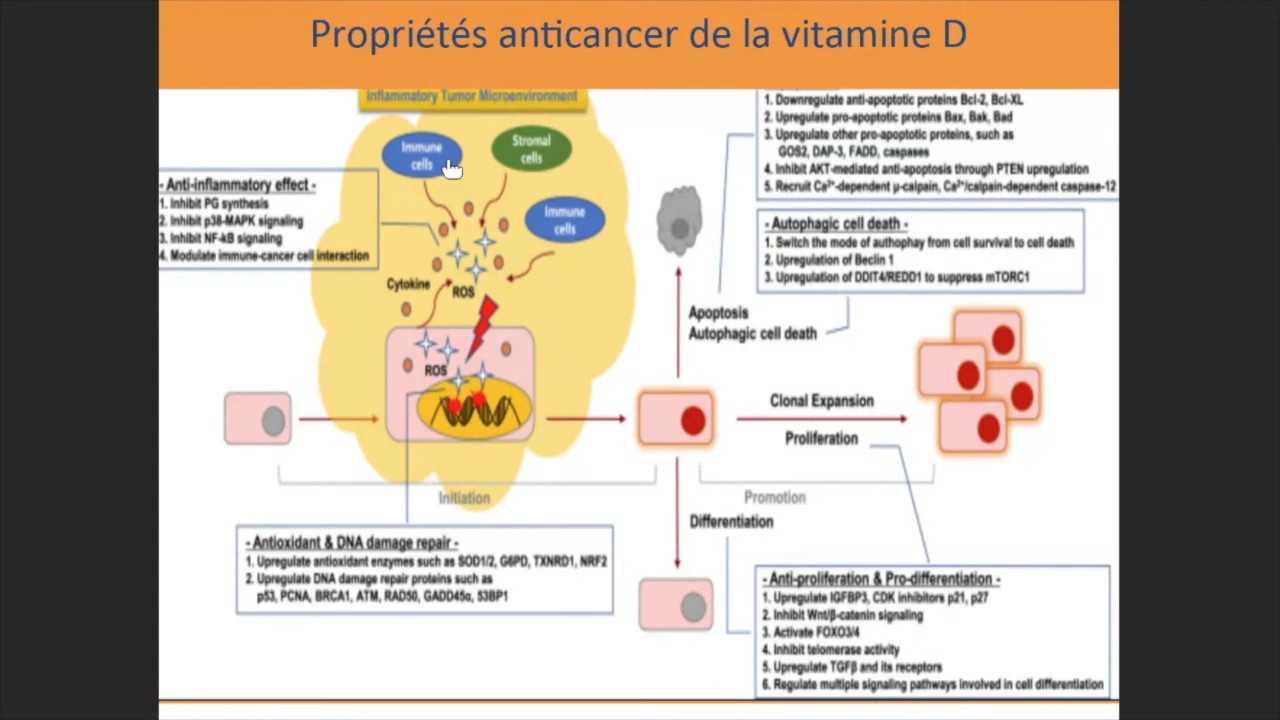 Propriétés anticancer de la vitamine D
Inflammatory Tumor Microenvironment
Immune
cells
Stromal
cells
Immune
cells
- Anti-inflammatory effect -
1. Inhibit PG synthesis
2. Inhibit p38-MAPK signaling
3. Inhibit NF-kB signaling
4. Modulate immune-cancer cell interaction
Cytokine
ROS
ROS
1. Downregulate anti-apoptotic proteins Bcl-2, Bcl-XL
2. Upregulate pro-apoptotic proteins Bax, Bak, Bad
3. Upregulate other pro-apoptotic proteins, such as
GOS2, DAP-3, FADD, caspases
4. Inhibit AKT-mediated anti-apoptosis through PTEN upregulation
5. Recruit Ca²⁺-dependent μ-calpain, Ca²⁺/calpain-dependent caspase-12
- Autophagic cell death -
1. Switch the mode of authophay from cell survival to cell death
2. Upregulation of Beclin 1
3. Upregulation of DDIT4/REDD1 to suppress mTORC1
Apoptosis
Autophagic cell death
Clonal Expansion
Proliferation
Initiation
Promotion
Differentiation
- Antioxidant & DNA damage repair -
1. Upregulate antioxidant enzymes such as SOD1/2, G6PD, TXNRD1, NRF2
2. Upregulate DNA damage repair proteins such as
p53, PCNA, BRCA1, ATM, RAD50, GADD45α, 53BP1
- Anti-proliferation & Pro-differentiation -
1. Upregulate IGFBP3, CDK inhibitors p21, p27
2. Inhibit Wnt/β-catenin signaling
3. Activate FOXO3/4
4. Inhibit telomerase activity
5. Upregulate TGFβ and its receptors
6. Regulate multiple signaling pathways involved in cell differentiation